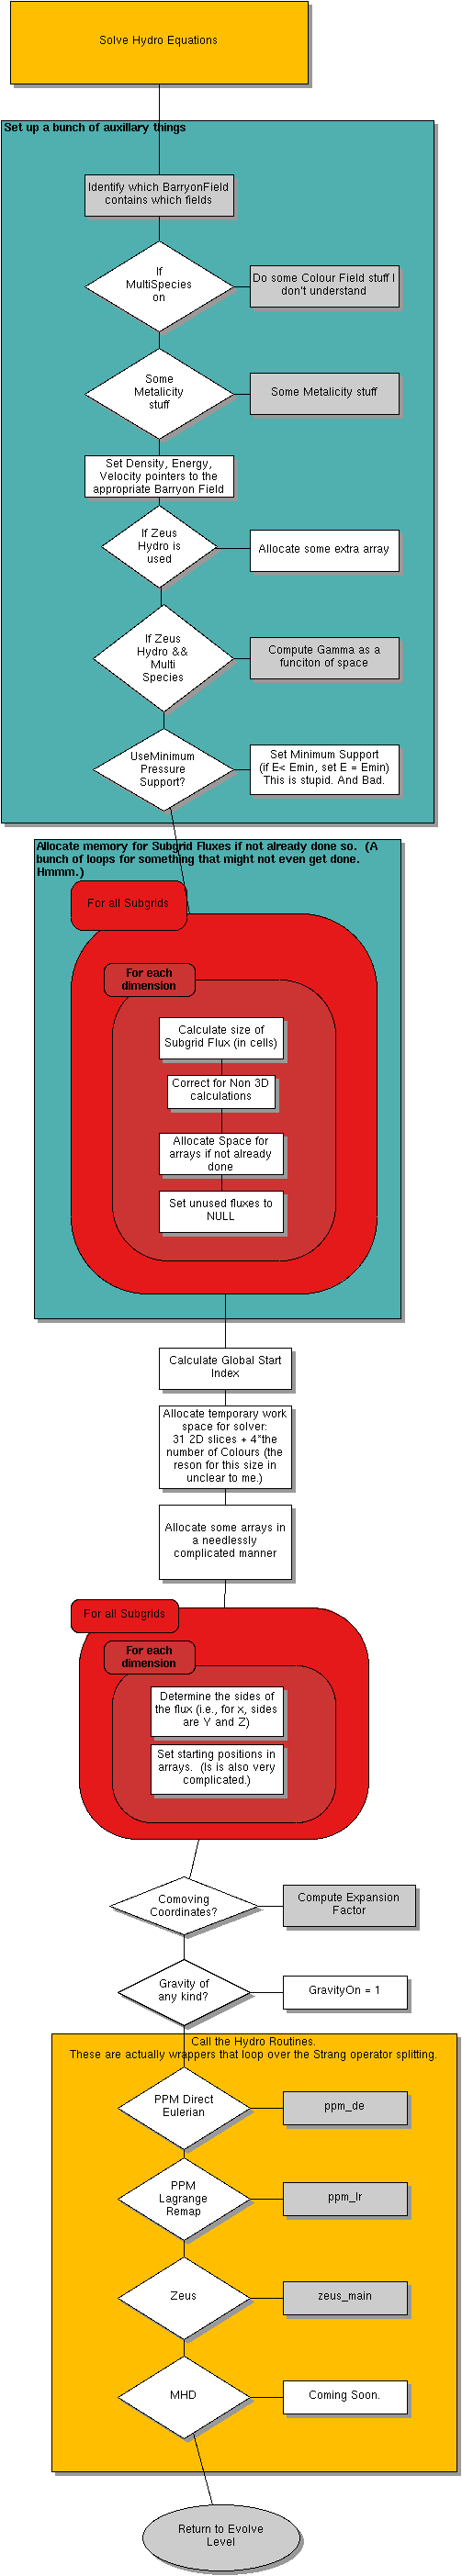 Solve Hydro Equations
Set up a bunch of auxillary things
Identify which BarryonField
contains which fields
If
MultiSpecies
on
Do some Colour Field stuff I
don't understand
Some
Metalicity
stuff
Some Metalicity stuff
Set Density, Energy,
Velocity pointers to the
appropriate Barryon Field
If Zeus
Hydro is
used
Allocate some extra array
If Zeus
Hydro &&
Multi
Species
Compute Gamma as a
funciton of space
UseMinimum
Pressure
Support?
Set Minimum Support
(if E< Emin, set E = Emin)
This is stupid. And Bad.
Allocate memory for Subgrid Fluxes if not already done so. (A
bunch of loops for something that might not even get done.
Hmmm.)
For all Subgrids
For each
dimension
Calculate size of
Subgrid Flux (in cells)
Correct for Non 3D
calculations
Allocate Space for
arrays if not already
done
Set unused fluxes to
NULL
Calculate Global Start
Index
Allocate temporary work
space for solver:
31 2D slices + 4*the
number of Colours (the
reson for this size in
unclear to me.)
Allocate some arrays in
a needlessly
complicated manner
For all Subgrids
For each
dimension
Determine the sides of
the flux (i.e., for x, sides
are Y and Z)
Set starting positions in
arrays. (Is is also very
complicated.)
Comoving
Coordinates?
Compute Expansion
Factor
Gravity of
any kind?
GravityOn = 1
Call the Hydro Routines.
These are actually wrappers that loop over the Strang operator splitting.
PPM Direct
Eulerian
ppm_de
PPM
Lagrange
Remap
ppm_lr
Zeus
zeus_main
MHD
Coming Soon.
Return to Evolve
Level